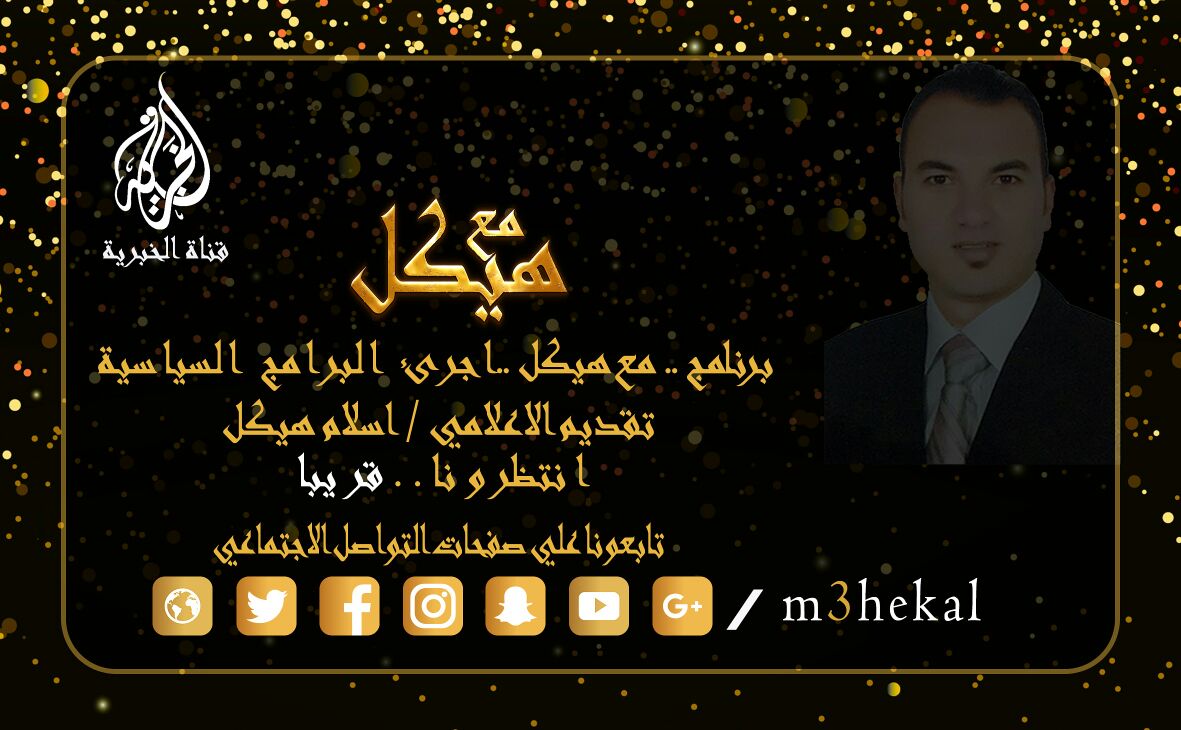 الخبرية
قناة الخبرية
مع
هيكل
برنامج .. مع هيكل ..اجرئ البرامج السياسية
تقديم الاعلامي / اسلام هيكل
انتظرونا . . قريبا
تابعونا علي صفحات التواصل الاجتماعي
G+ / m3hekal